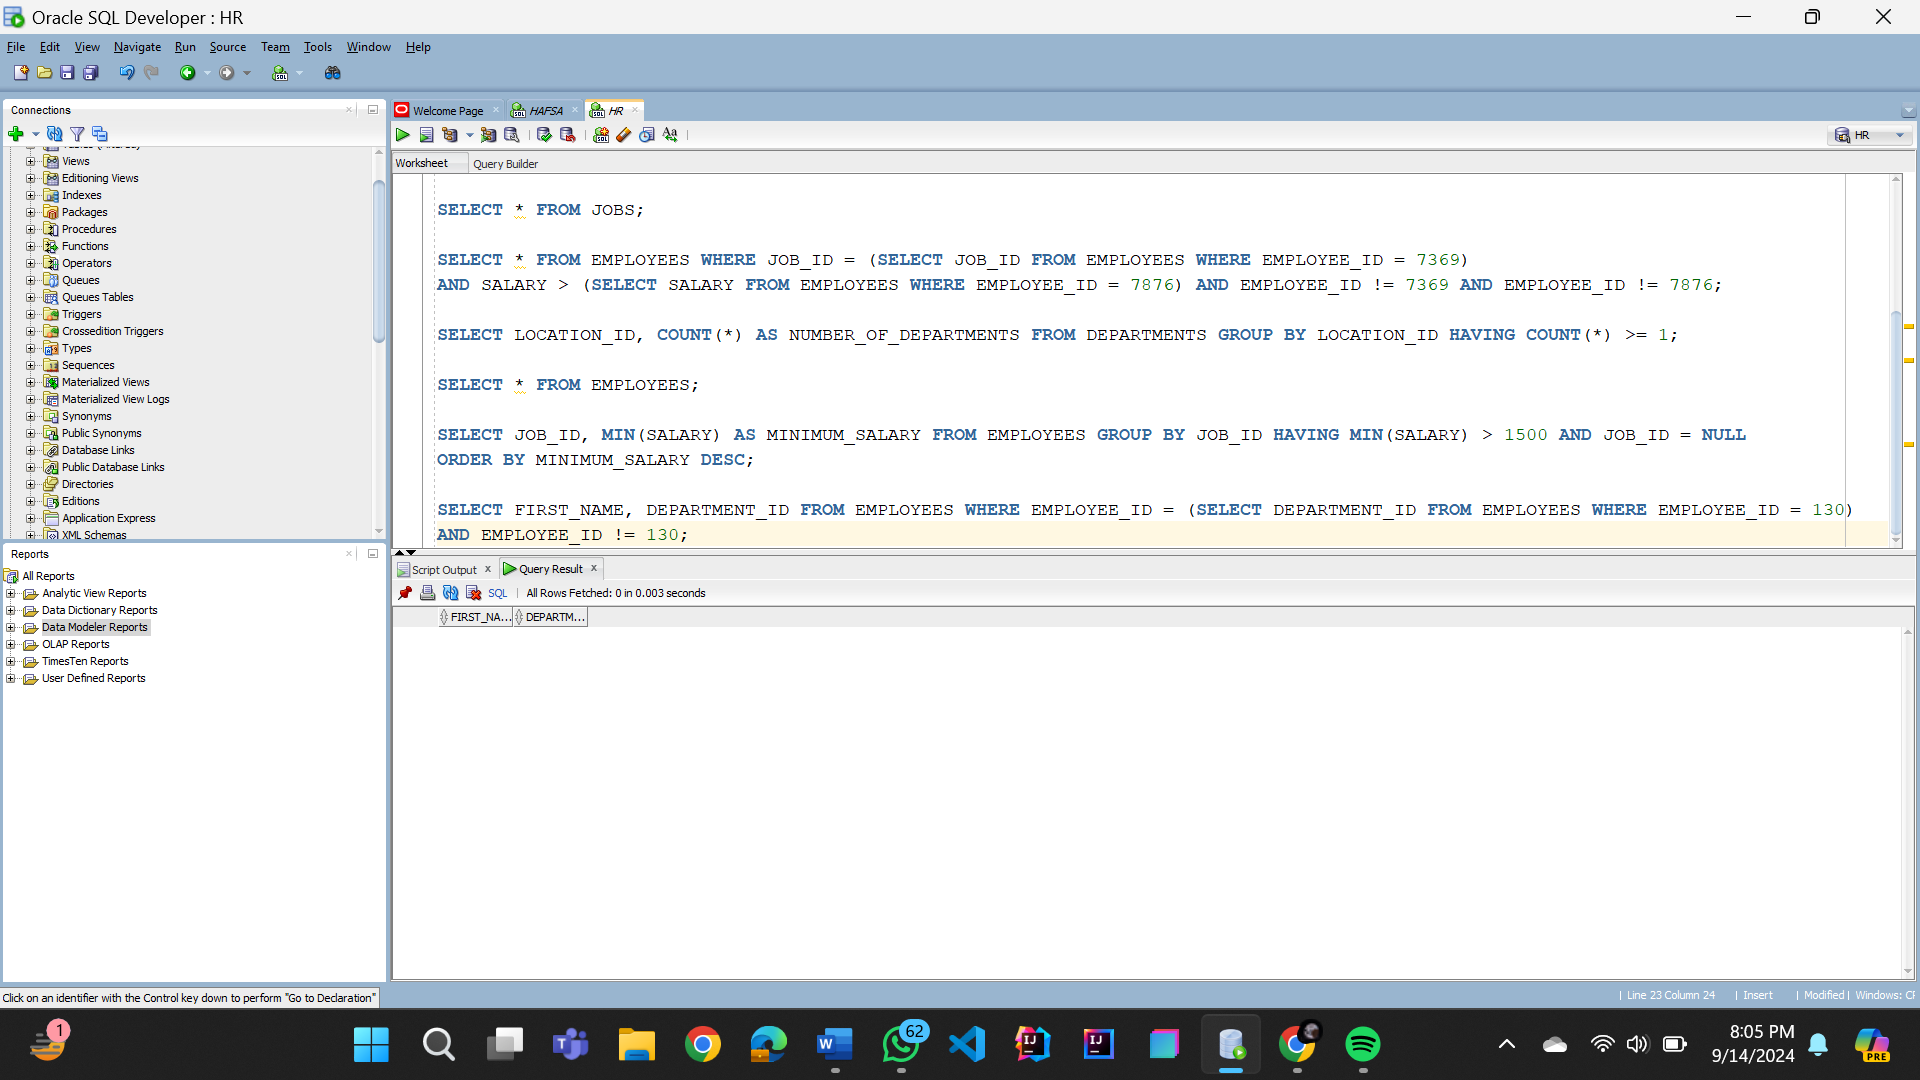 Oracle SQL Developer : HR
File Edit View Navigate Run Source Team Tools Window Help
Connections
Views
Editioning Views
Indexes
Packages
Procedures
Functions
Operators
Queues
Queues Tables
Triggers
Crossedition Triggers
Types
Sequences
Materialized Views
Materialized View Logs
Synonyms
Public Synonyms
Database Links
Public Database Links
Directories
Editions
Application Express
XML Schemas
Reports
All Reports
Analytic View Reports
Data Dictionary Reports
Data Modeler Reports
OLAP Reports
TimesTen Reports
User Defined Reports
Welcome Page HAFSA HR
HR
Worksheet Query Builder
SELECT * FROM JOBS;
SELECT * FROM EMPLOYEES WHERE JOB_ID = (SELECT JOB_ID FROM EMPLOYEES WHERE EMPLOYEE_ID = 7369)
AND SALARY > (SELECT SALARY FROM EMPLOYEES WHERE EMPLOYEE_ID = 7876) AND EMPLOYEE_ID != 7369 AND EMPLOYEE_ID != 7876;
SELECT LOCATION_ID, COUNT(*) AS NUMBER_OF_DEPARTMENTS FROM DEPARTMENTS GROUP BY LOCATION_ID HAVING COUNT(*) >= 1;
SELECT * FROM EMPLOYEES;
SELECT JOB_ID, MIN(SALARY) AS MINIMUM_SALARY FROM EMPLOYEES GROUP BY JOB_ID HAVING MIN(SALARY) > 1500 AND JOB_ID = NULL
ORDER BY MINIMUM_SALARY DESC;
SELECT FIRST_NAME, DEPARTMENT_ID FROM EMPLOYEES WHERE EMPLOYEE_ID = (SELECT DEPARTMENT_ID FROM EMPLOYEES WHERE EMPLOYEE_ID = 130)
AND EMPLOYEE_ID != 130;
Script Output Query Result
SQL All Rows Fetched: 0 in 0.003 seconds
FIRST_NA... DEPARTM...
Click on an identifier with the Control key down to perform "Go to Declaration"
Line 23 Column 24 Insert Modified Windows: CF
1
62
8:05 PM
9/14/2024
PRE